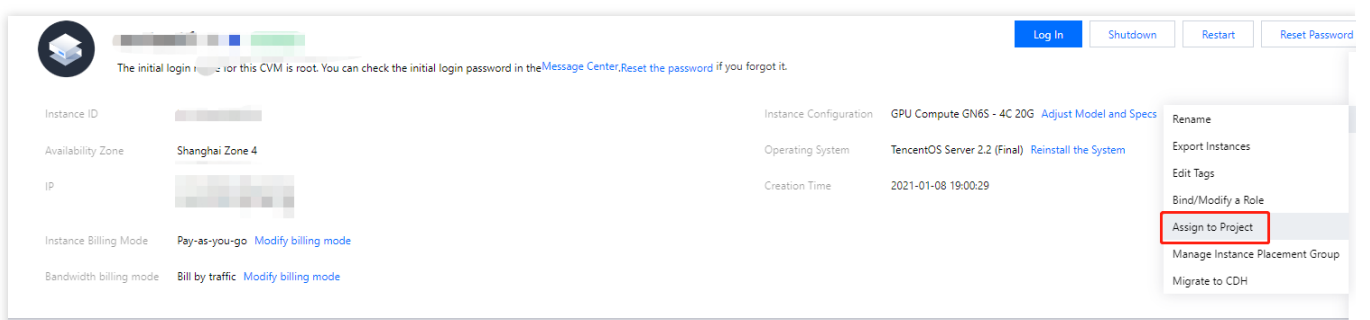 Log In Shutdown Restart Reset Password
The initial login for this CVM is root. You can check the initial login password in the Message Center,Reset the password if you forgot it.
Instance ID
Instance Configuration GPU Compute GN6S - 4C 20G Adjust Model and Specs
Rename
Availability Zone Shanghai Zone 4
Operating System TencentOS Server 2.2 (Final) Reinstall the System
Export Instances
Edit Tags
IP
Creation Time 2021-01-08 19:00:29
Bind/Modify a Role
Assign to Project
Instance Billing Mode Pay-as-you-go Modify billing mode
Manage Instance Placement Group
Bandwidth billing mode Bill by traffic Modify billing mode
Migrate to CDH